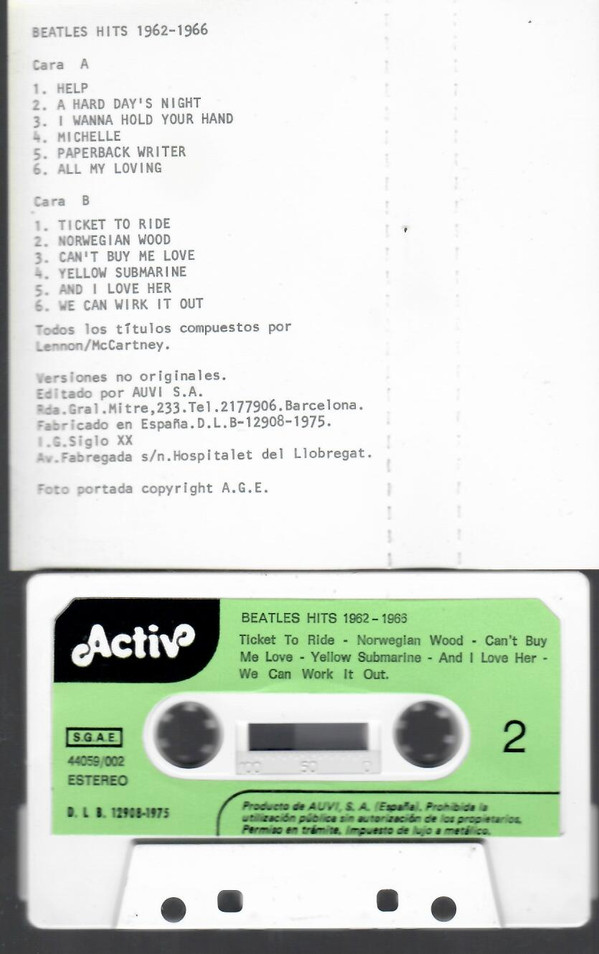 BEATLES HITS 1962-1966
Cara A
1. HELP
2. A HARD DAY'S NIGHT
3. I WANNA HOLD YOUR HAND
4. MICHELLE
5. PAPERBACK WRITER
6. ALL MY LOVING
Cara B
1. TICKET TO RIDE
2. NORWEGIAN WOOD
3. CAN'T BUY ME LOVE
4. YELLOW SUBMARINE
5. AND I LOVE HER
6. WE CAN WIRK IT OUT
Todos los títulos compuestos por
Lennon/McCartney.
Versiones no originales.
Editado por AUVI S.A.
Rda.Gral.Mitre,233.Tel.2177906.Barcelona.
Fabricado en España.D.L.B-12908-1975.
I.G.Siglo XX
Av.Fabregada s/n.Hospitalet del Llobregat.
Foto portada copyright A.G.E.
Activ
BEATLES HITS 1962-1966
Ticket To Ride - Norwegian Wood - Can't Buy
Me Love - Yellow Submarine - And I Love Her -
We Can Work It Out.
S.G.A.E.
44059/002
ESTEREO
2
100 50 0
D. L B. 12908-1975
Producto de AUVI, S. A. (España). Prohibida la
utilización pública sin autorización de los propietarios.
Permiso en trámite, Impuesto de lujo a metálico.